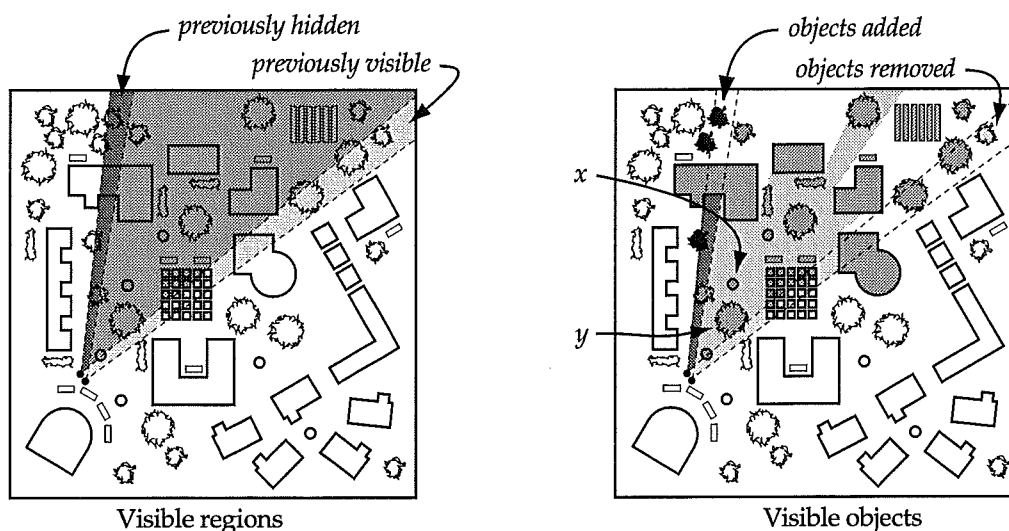 previously hidden
previously visible
Visible regions
objects added
objects removed
x
y
Visible objects